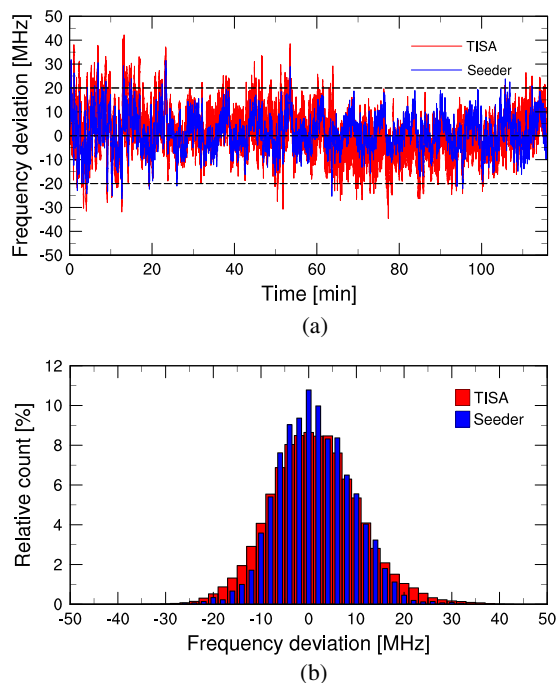 Frequency deviation [MHz]
50
40
30
20
10
0
-10
-20
-30
-40
50
TISA
Seeder
0 20 40 60 80 100
Time [min]
(a)
Relative count [%]
12
10
8
6
4
2
0
TISA
Seeder
-50 -40 -30 -20 -10 0 10 20 30 40 50
Frequency deviation [MHz]
(b)